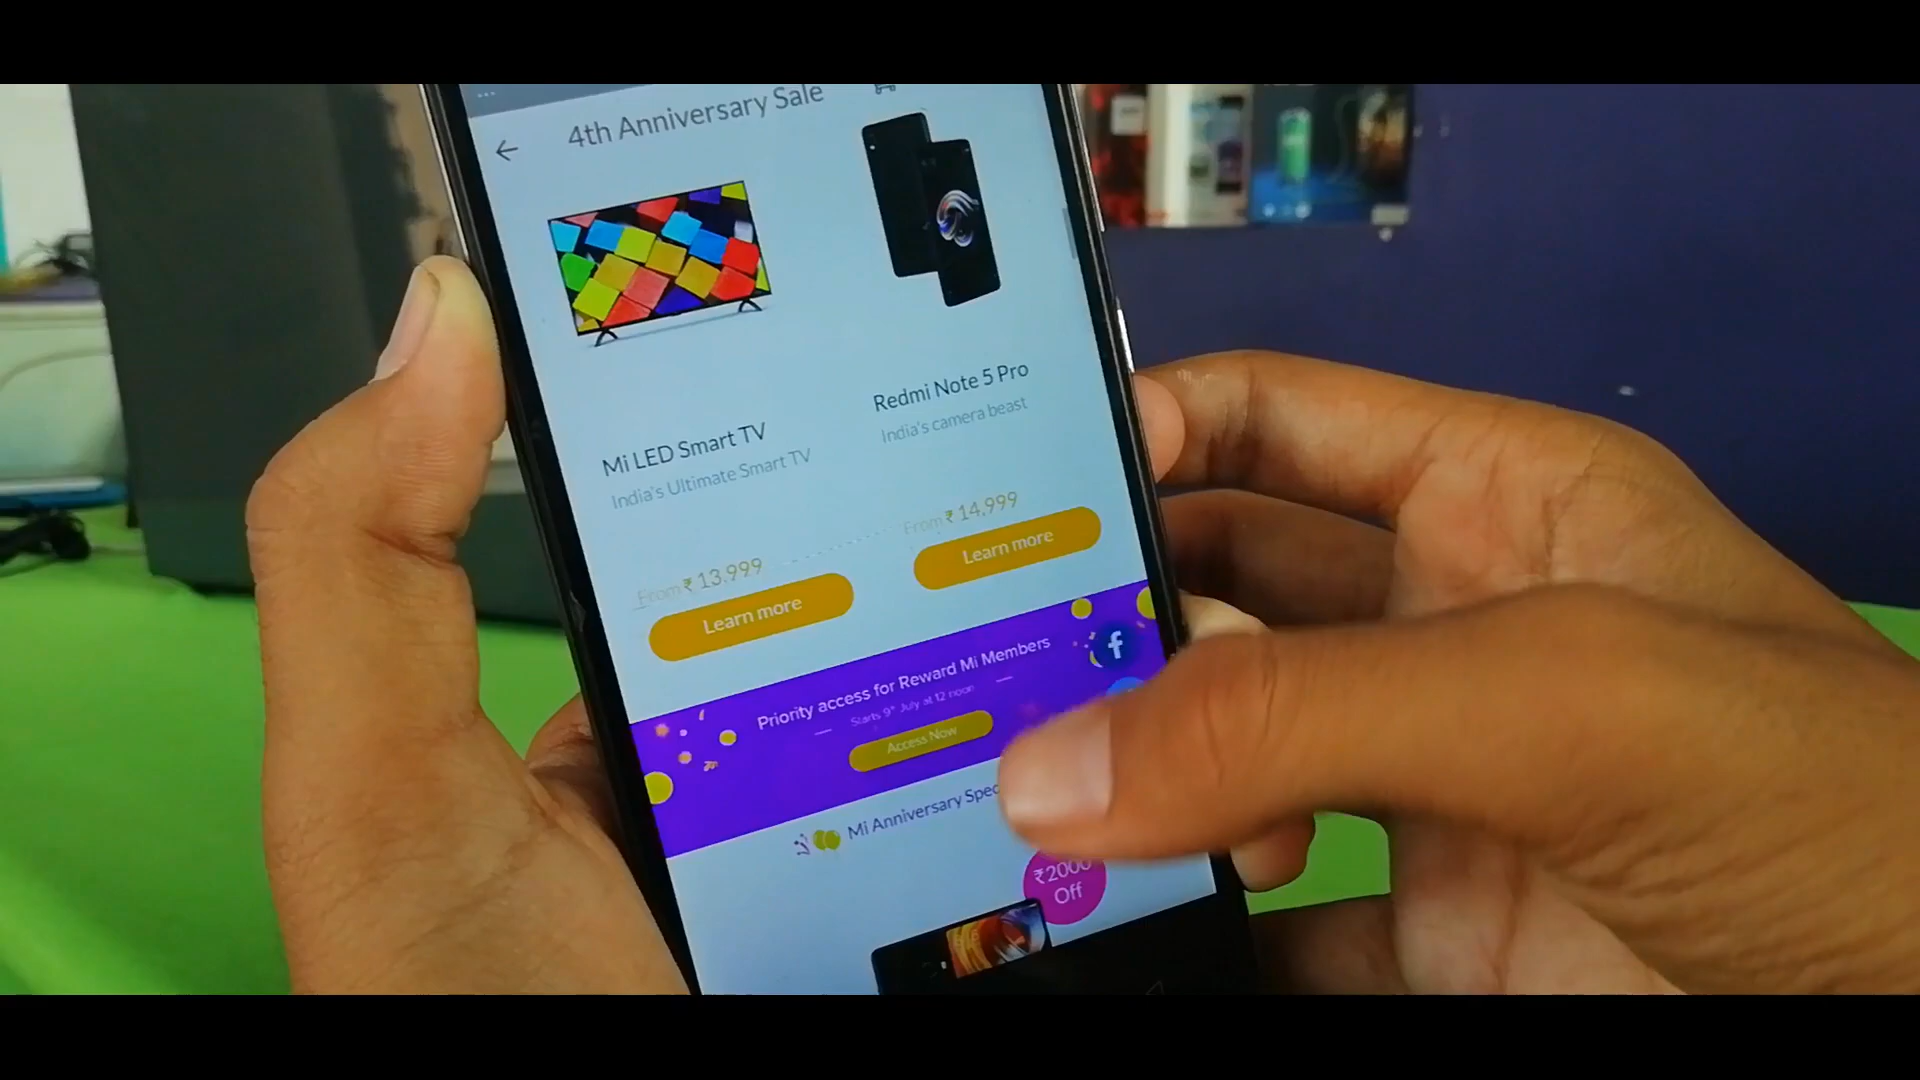 4th Anniversary Sale
Mi LED Smart TV
India's Ultimate Smart TV
From ₹ 13,999
Learn more
Redmi Note 5 Pro
India's camera beast
From ₹ 14,999
Learn more
Priority access for Reward Mi Members
Starts 9th July at 12 noon
Access Now
f
Mi Anniversary Spec
₹2000
Off